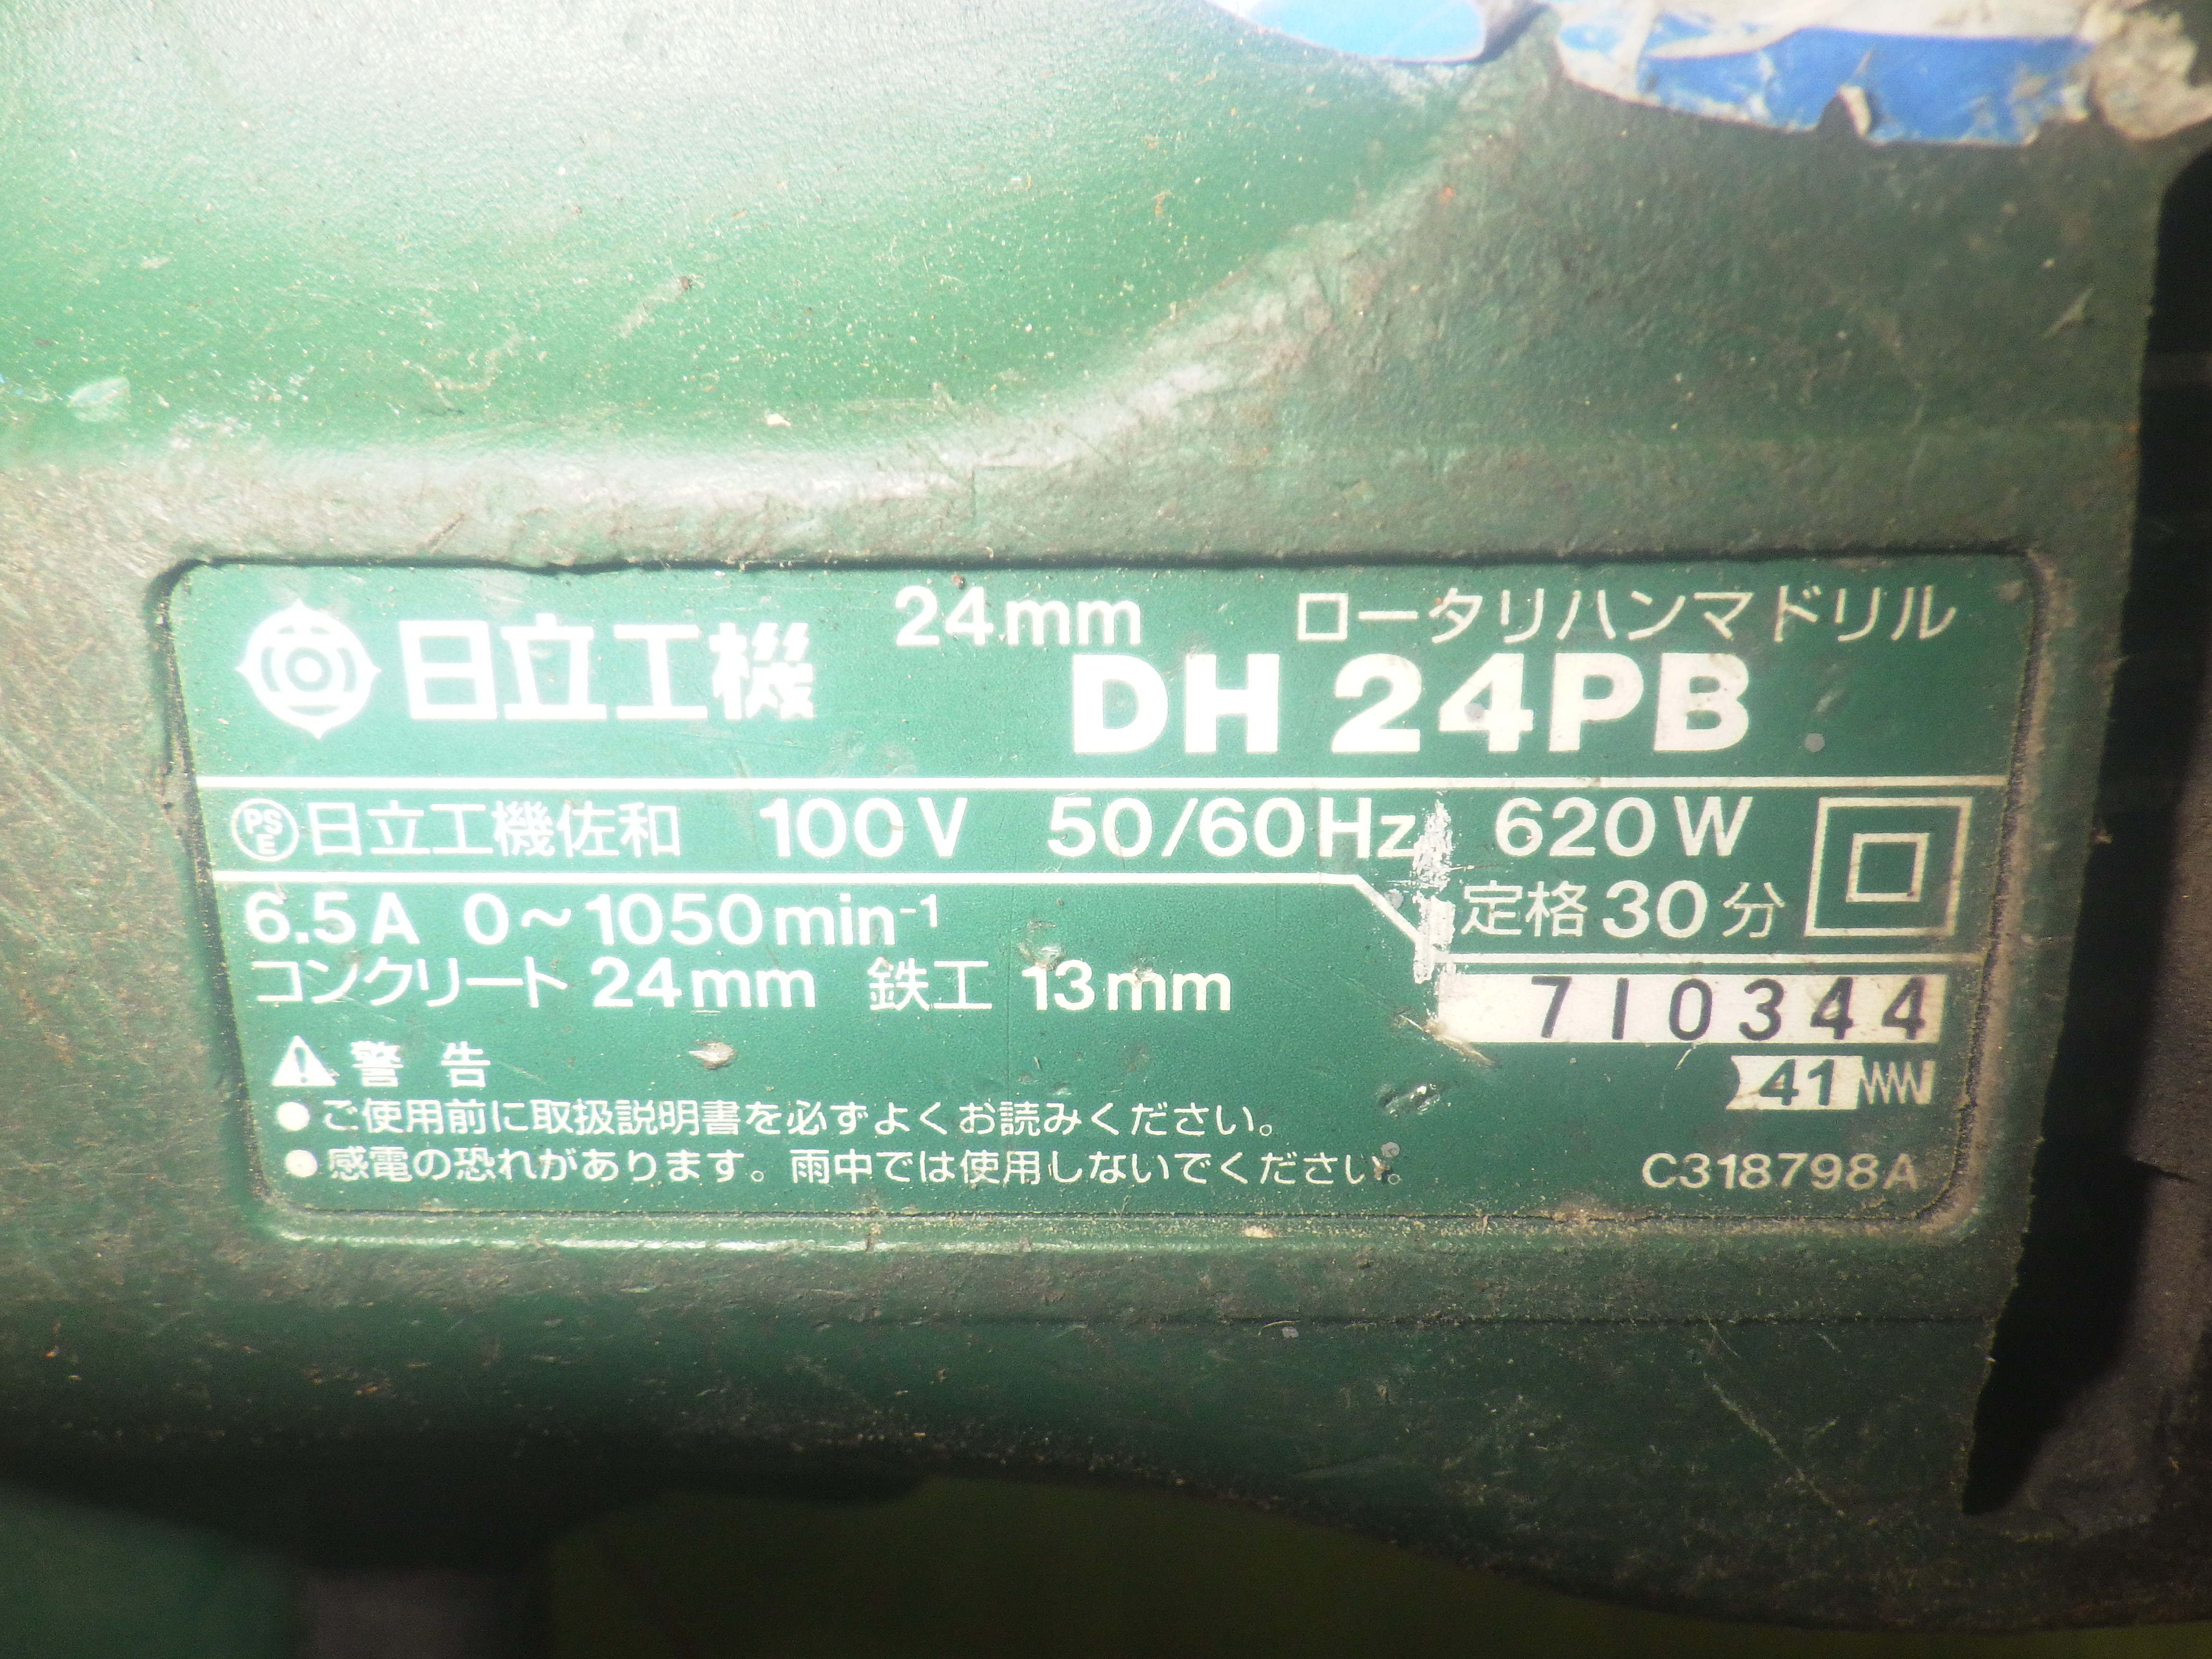 24mm ロータリハンマドリル
日立工機 DH 24PB
PSE 日立工機佐和 100V 50/60Hz 620W
定格30分
6.5A 0～1050min⁻¹
コンクリート 24mm 鉄工 13mm
710344
41
警告
●ご使用前に取扱説明書を必ずよくお読みください。
●感電の恐れがあります。雨中では使用しないでください。
C318798A